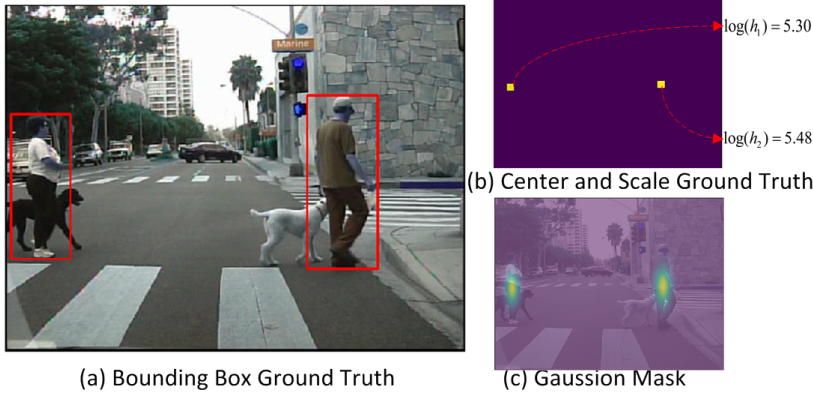 Marine
(a) Bounding Box Ground Truth
log(h₁) = 5.30
log(h₂) = 5.48
(b) Center and Scale Ground Truth
(c) Gaussion Mask